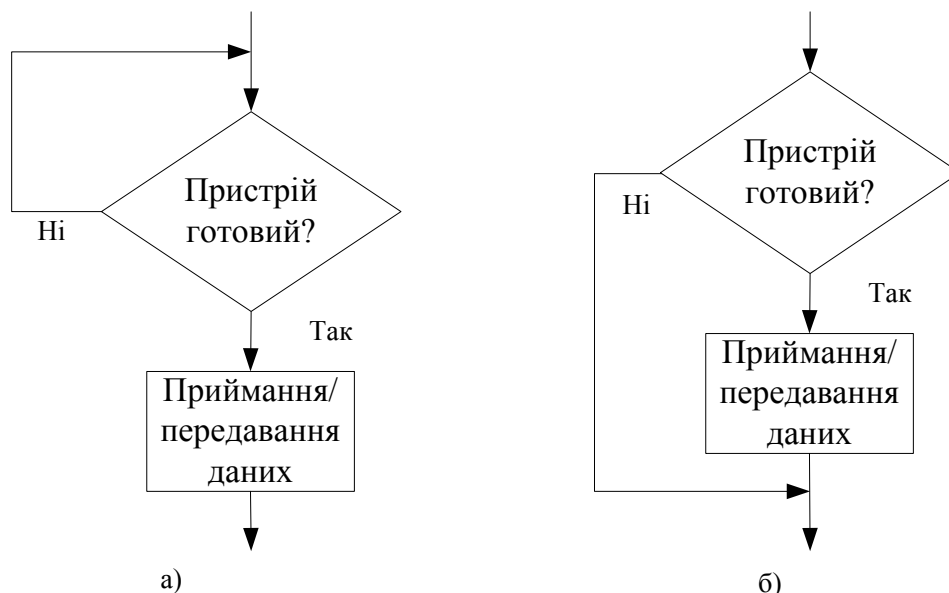 Пристрій
готовий?
Ні
Так
Приймання/
передавання
даних
а)
Пристрій
готовий?
Ні
Так
Приймання/
передавання
даних
б)